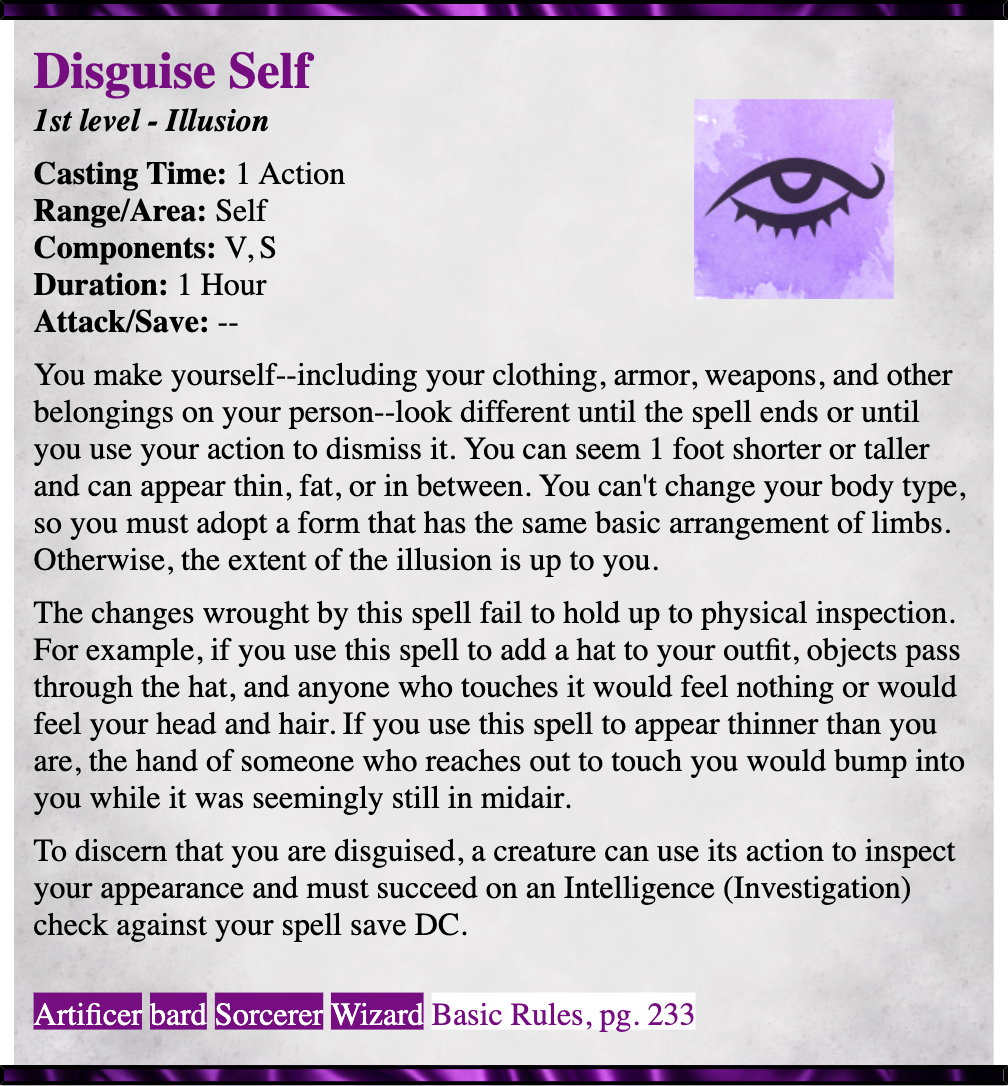 Disguise Self
1st level - Illusion
Casting Time: 1 Action
Range/Area: Self
Components: V, S
Duration: 1 Hour
Attack/Save: --
You make yourself--including your clothing, armor, weapons, and other
belongings on your person--look different until the spell ends or until
you use your action to dismiss it. You can seem 1 foot shorter or taller
and can appear thin, fat, or in between. You can't change your body type,
so you must adopt a form that has the same basic arrangement of limbs.
Otherwise, the extent of the illusion is up to you.
The changes wrought by this spell fail to hold up to physical inspection.
For example, if you use this spell to add a hat to your outfit, objects pass
through the hat, and anyone who touches it would feel nothing or would
feel your head and hair. If you use this spell to appear thinner than you
are, the hand of someone who reaches out to touch you would bump into
you while it was seemingly still in midair.
To discern that you are disguised, a creature can use its action to inspect
your appearance and must succeed on an Intelligence (Investigation)
check against your spell save DC.
Artificer bard Sorcerer Wizard Basic Rules, pg. 233